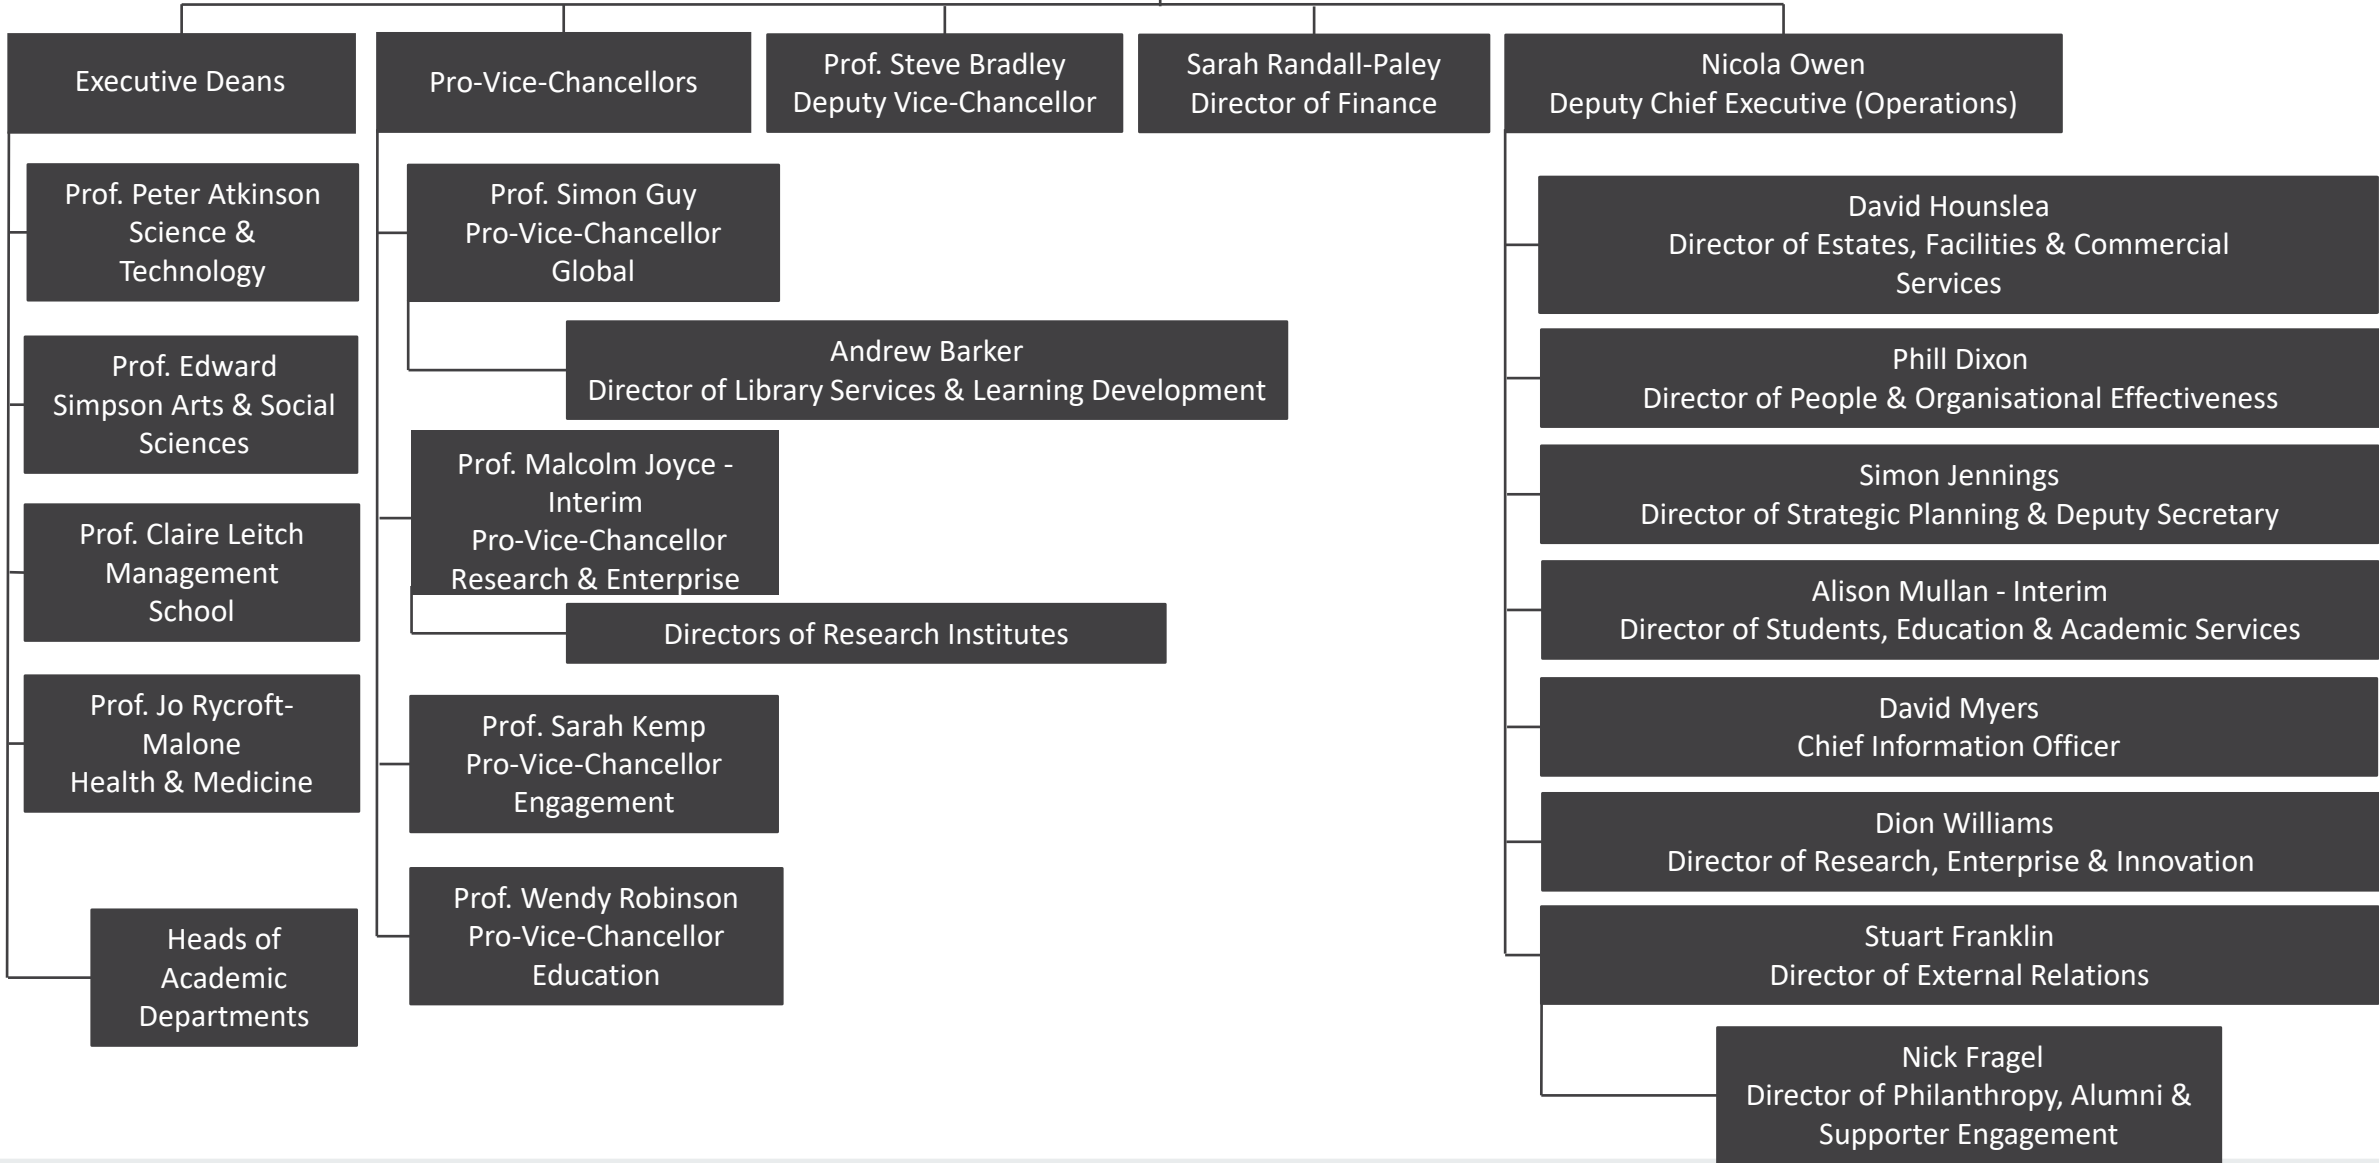 Executive Deans
Pro-Vice-Chancellors
Prof. Steve Bradley
Deputy Vice-Chancellor
Sarah Randall-Paley
Director of Finance
Nicola Owen
Deputy Chief Executive (Operations)
Prof. Peter Atkinson
Science &
Technology
Prof. Edward
Simpson Arts & Social
Sciences
Prof. Claire Leitch
Management
School
Prof. Jo Rycroft-
Malone
Health & Medicine
Heads of
Academic
Departments
Prof. Simon Guy
Pro-Vice-Chancellor
Global
Andrew Barker
Director of Library Services & Learning Development
Prof. Malcolm Joyce -
Interim
Pro-Vice-Chancellor
Research & Enterprise
Directors of Research Institutes
Prof. Sarah Kemp
Pro-Vice-Chancellor
Engagement
Prof. Wendy Robinson
Pro-Vice-Chancellor
Education
David Hounslea
Director of Estates, Facilities & Commercial
Services
Phill Dixon
Director of People & Organisational Effectiveness
Simon Jennings
Director of Strategic Planning & Deputy Secretary
Alison Mullan - Interim
Director of Students, Education & Academic Services
David Myers
Chief Information Officer
Dion Williams
Director of Research, Enterprise & Innovation
Stuart Franklin
Director of External Relations
Nick Fragel
Director of Philanthropy, Alumni &
Supporter Engagement